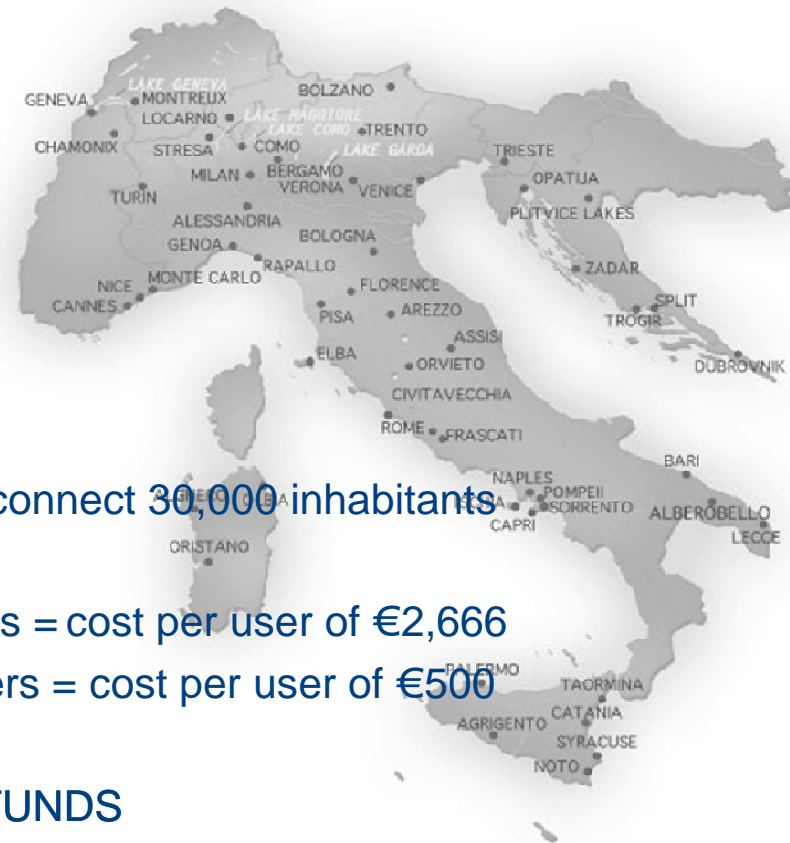 LAKE GENEVA
BOLZANO
GENEVA
MONTREUX
LOCARNO
LAKE MAGGIORE
LAKE COMO
TRENTO
CHAMONIX
STRESA
COMO
LAKE GARDA
TRIESTE
MILAN
BERGAMO
VERONA
VENICE
OPATIJA
TURIN
PLITVICE LAKES
ALESSANDRIA
GENOA
BOLOGNA
RAPALLO
ZADAR
NICE
MONTE CARLO
FLORENCE
CANNES
PISA
AREZZO
SPLIT
TROGIR
ASSISI
ELBA
ORVIETO
DUBROVNIK
CIVITAVECCHIA
ROME
FRASCATI
BARI
NAPLES
connect 30,000 inhabitants
POMPEII
SORRENTO
CAPRI
ALBEROBELLO
LECCE
ORISTANO
s = cost per user of €2,666
PALERMO
ers = cost per user of €500
TAORMINA
CATANIA
AGRIGENTO
SYRACUSE
NOTO
FUNDS